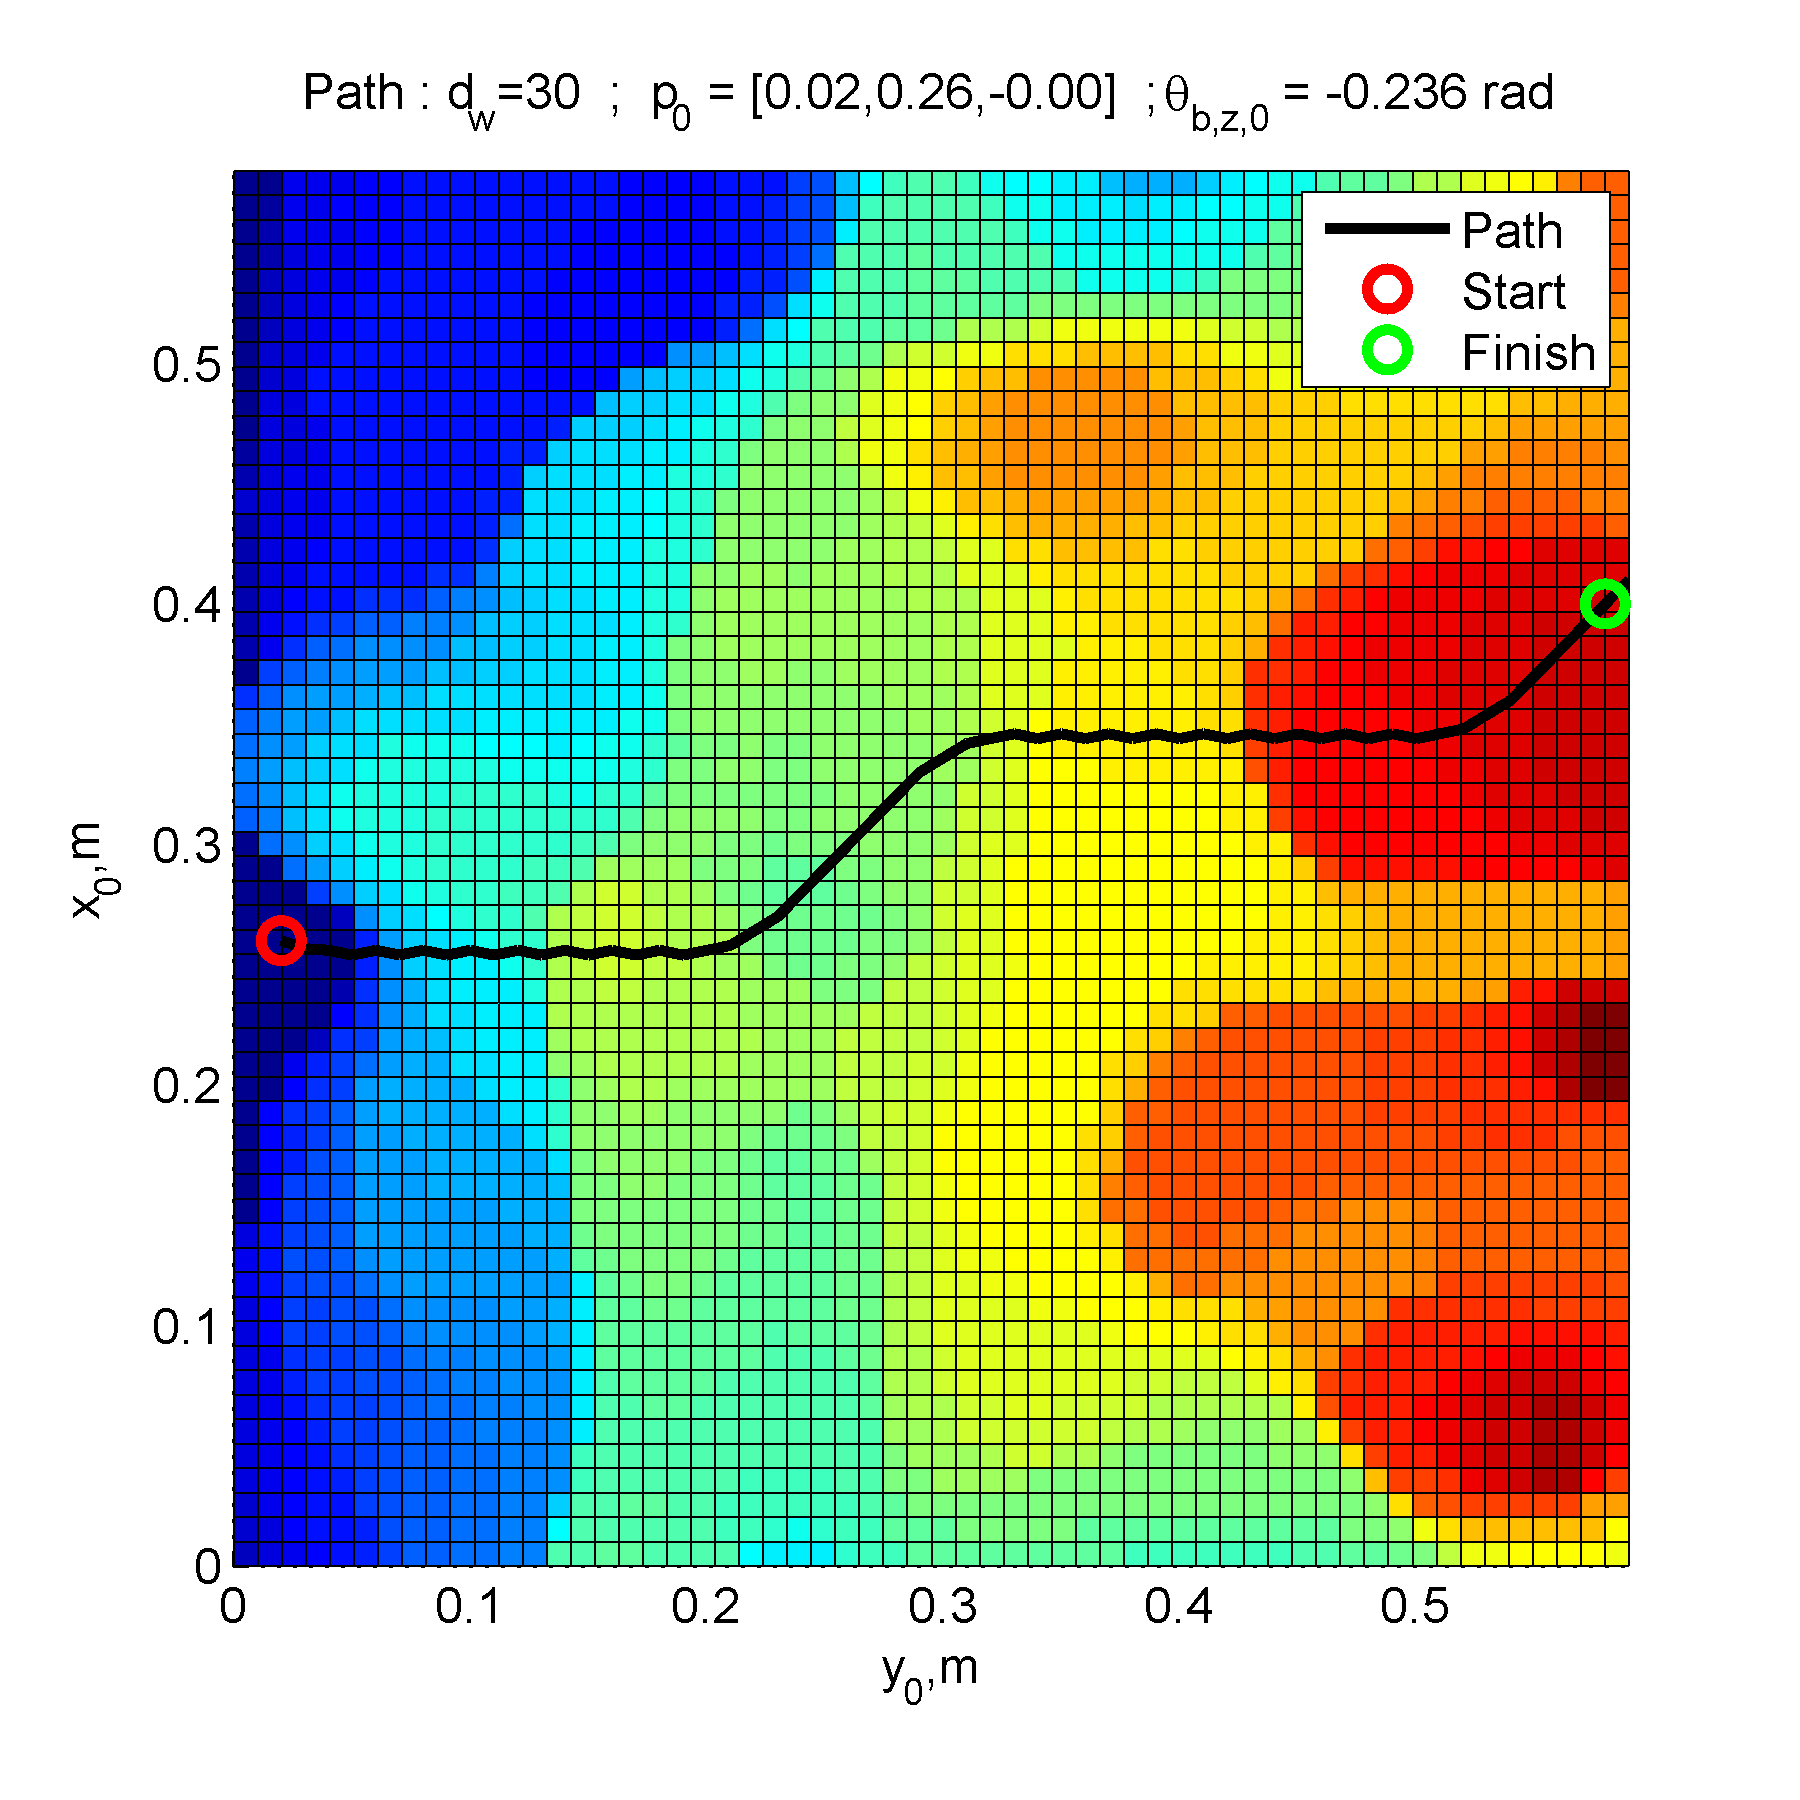 Path : d_w=30 ; p_0 = [0.02,0.26,-0.00] ; θ_b,z,0 = -0.236 rad
Path
Start
Finish
0.5
0.4
0.3
0.2
0.1
0
x_0,m
0 0.1 0.2 0.3 0.4 0.5
y_0,m